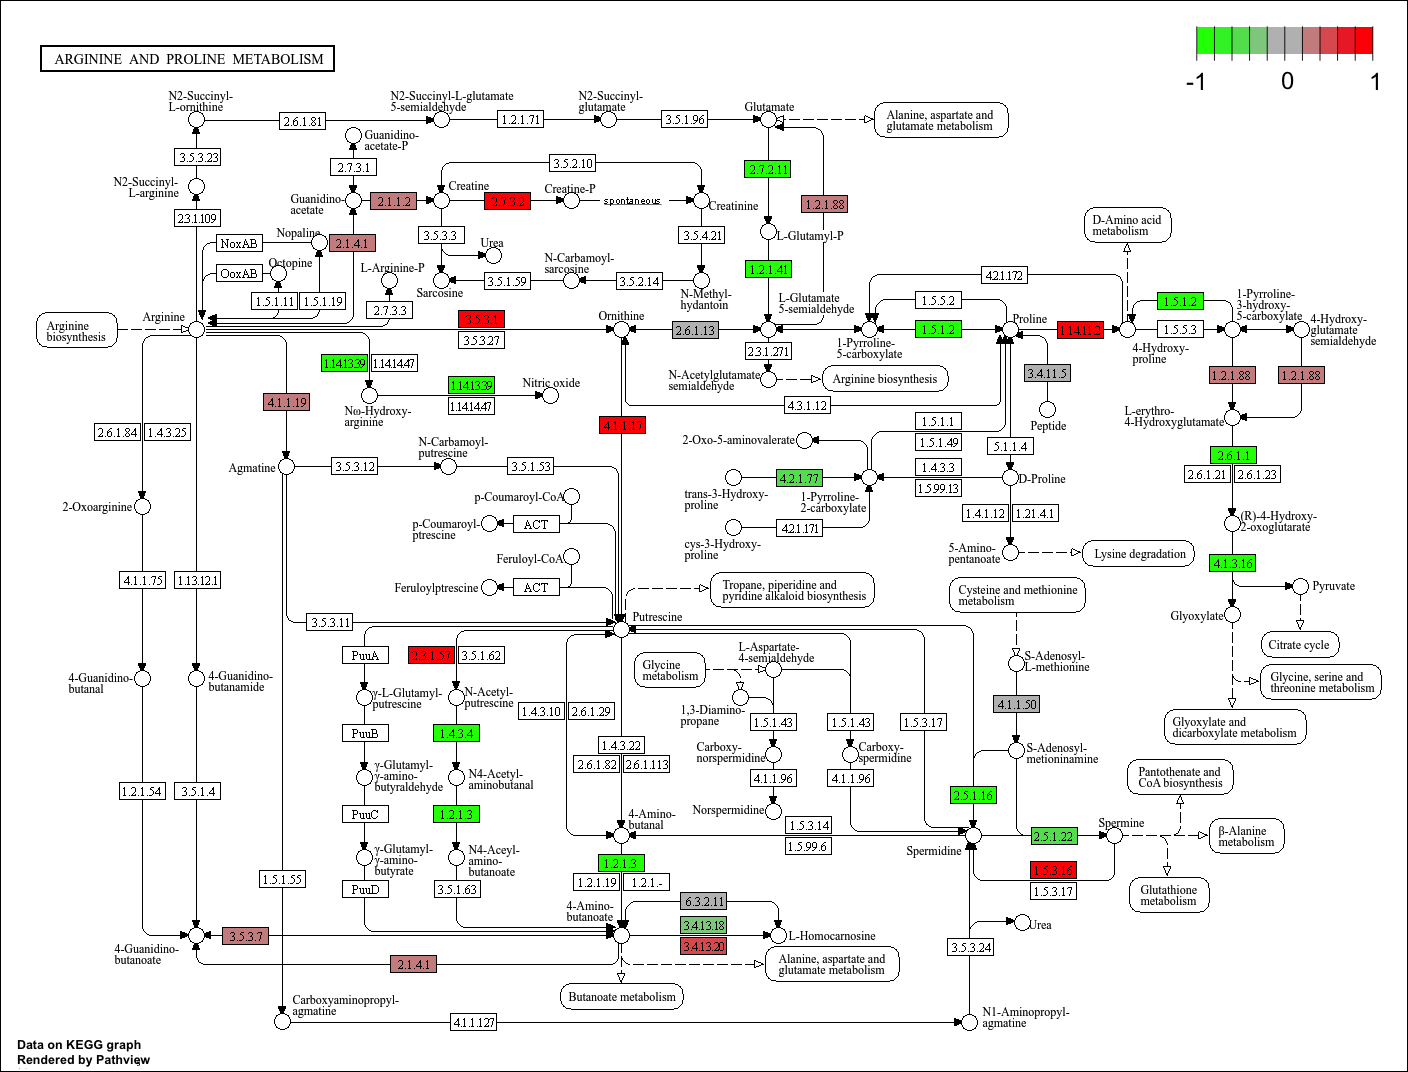 ARGININE AND PROLINE METABOLISM
-1
0
1
N2-Succinyl-
L-ornithine
2.6.1.81
N2-Succinyl-L-glutamate
5-semialdehyde
1.2.1.71
N2-Succinyl-
glutamate
3.5.1.96
Glutamate
Alanine, aspartate and
glutamate metabolism
3.5.3.23
Guanidino-
acetate-P
2.7.3.1
3.5.2.10
2.7.2.11
N2-Succinyl-
L-arginine
Guanidino-
acetate
2.1.1.2
Creatine
2.7.3.2
Creatine-P
spontaneous
Creatinine
1.2.1.88
2.3.1.109
NoxAB
Nopaline
2.1.4.1
3.5.3.3
Urea
3.5.4.21
L-Glutamyl-P
D-Amino acid
metabolism
OoxAB
Octopine
L-Arginine-P
Sarcosine
3.5.1.59
N-Carbamoyl-
sarcosine
3.5.2.14
N-Methyl-
hydantoin
1.2.1.41
4.2.1.172
1.5.1.11
1.5.1.19
2.7.3.3
L-Glutamate
5-semialdehyde
1.5.5.2
1.5.1.2
1-Pyrroline-
3-hydroxy-
5-carboxylate
4-Hydroxy-
glutamate
semialdehyde
Arginine
biosynthesis
Arginine
3.5.3.1
3.5.3.27
Ornithine
2.6.1.13
1-Pyrroline-
5-carboxylate
1.5.1.2
Proline
1.14.11.2
4-Hydroxy-
proline
1.5.5.3
2.3.1.271
1.14.13.39
1.14.14.47
N-Acetylglutamate
semialdehyde
Arginine biosynthesis
3.4.11.5
1.2.1.88
1.2.1.88
1.14.13.39
1.14.14.47
Nitric oxide
Nω-Hydroxy-
arginine
4.1.1.19
4.3.1.12
Peptide
L-erythro-
4-Hydroxyglutamate
2.6.1.84
1.4.3.25
4.1.1.17
1.5.1.1
1.5.1.49
2-Oxo-5-aminovalerate
5.1.1.4
2.6.1.1
2.6.1.21
2.6.1.23
Agmatine
3.5.3.12
N-Carbamoyl-
putrescine
3.5.1.53
trans-3-Hydroxy-
proline
4.2.1.77
1-Pyrroline-
2-carboxylate
1.4.3.3
1.5.99.13
D-Proline
2-Oxoarginine
p-Coumaroyl-CoA
p-Coumaroyl-
ptrescine
ACT
cys-3-Hydroxy-
proline
4.2.1.171
1.4.1.12
1.21.4.1
(R)-4-Hydroxy-
2-oxoglutarate
5-Amino-
pentanoate
Lysine degradation
Feruloyl-CoA
Feruloylptrescine
ACT
4.1.3.16
4.1.1.75
1.13.12.1
Tropane, piperidine and
pyridine alkaloid biosynthesis
Cysteine and methionine
metabolism
Pyruvate
Glyoxylate
Citrate cycle
3.5.3.11
Putrescine
PuuA
2.3.1.57
3.5.1.62
Glycine
metabolism
L-Aspartate-
4-semialdehyde
S-Adenosyl-
L-methionine
Glycine, serine and
threonine metabolism
4-Guanidino-
butanal
4-Guanidino-
butanamide
γ-L-Glutamyl-
putrescine
N-Acetyl-
putrescine
1.4.3.10
2.6.1.29
1,3-Diamino-
propane
1.5.1.43
1.5.1.43
1.5.3.17
4.1.1.50
Glyoxylate and
dicarboxylate metabolism
PuuB
1.4.3.4
1.4.3.22
2.6.1.82
2.6.1.113
Carboxy-
norspermidine
Carboxy-
spermidine
S-Adenosyl-
metioninamine
γ-Glutamyl-
γ-amino-
butyraldehyde
N4-Acetyl-
aminobutanal
4.1.1.96
4.1.1.96
Pantothenate and
CoA biosynthesis
1.2.1.54
3.5.1.4
PuuC
1.2.1.3
4-Amino-
butanal
Norspermidine
2.5.1.16
1.5.3.14
1.5.99.6
Spermidine
2.5.1.22
Spermine
β-Alanine
metabolism
γ-Glutamyl-
γ-amino-
butyrate
N4-Aceyl-
amino-
butanoate
1.2.1.3
1.2.1.19
1.2.1.-
1.5.3.16
1.5.3.17
Glutathione
metabolism
1.5.1.55
PuuD
3.5.1.63
4-Amino-
butanoate
6.3.2.11
3.4.13.18
3.4.13.20
L-Homocarnosine
Urea
4-Guanidino-
butanoate
3.5.3.7
2.1.4.1
3.5.3.24
Alanine, aspartate and
glutamate metabolism
Butanoate metabolism
Carboxyaminopropyl-
agmatine
4.1.1.127
N1-Aminopropyl-
agmatine
Data on KEGG graph
Rendered by Pathview